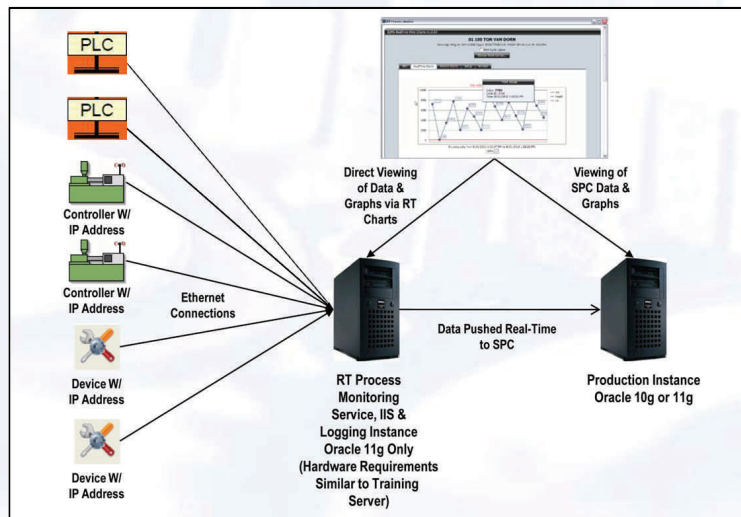 PLC
PLC
Controller W/
IP Address
Controller W/
IP Address
Device W/
IP Address
Device W/
IP Address
Ethernet
Connections
Direct Viewing
of Data &
Graphs via RT
Charts
Viewing of
SPC Data &
Graphs
Data Pushed Real-Time
to SPC
RT Process
Monitoring
Service, IIS &
Logging Instance
Oracle 11g Only
(Hardware Requirements
Similar to Training
Server)
Production Instance
Oracle 10g or 11g